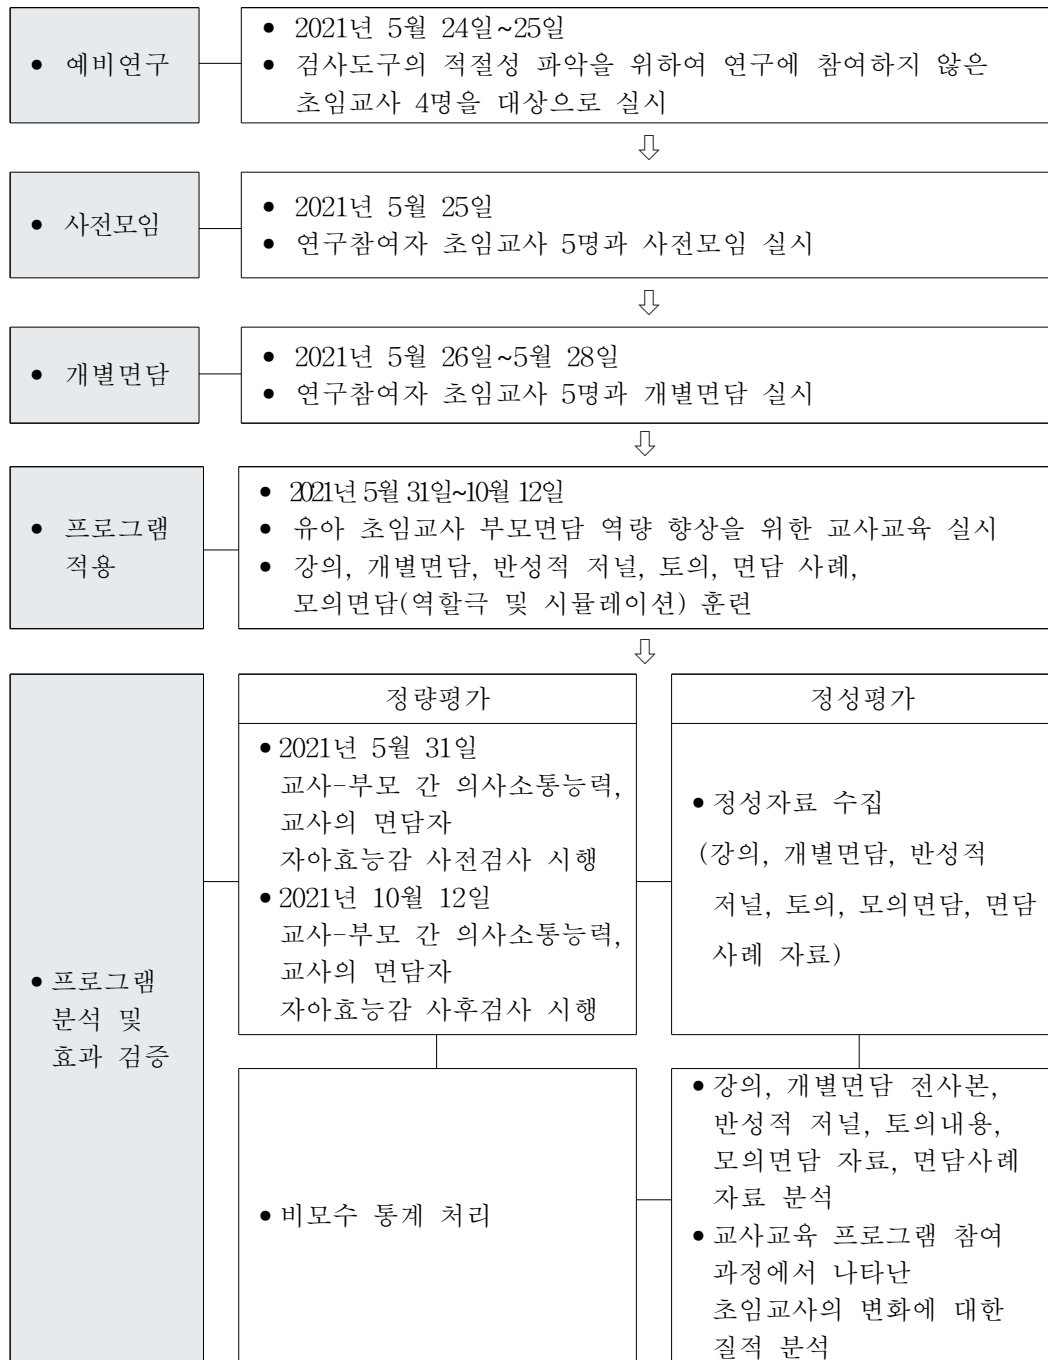 ● 예비연구
● 2021년 5월 24일~25일
● 검사도구의 적절성 파악을 위하여 연구에 참여하지 않은
초임교사 4명을 대상으로 실시
⇩
● 사전모임
● 2021년 5월 25일
● 연구참여자 초임교사 5명과 사전모임 실시
⇩
● 개별면담
● 2021년 5월 26일~5월 28일
● 연구참여자 초임교사 5명과 개별면담 실시
⇩
● 프로그램
적용
● 2021년 5월 31일~10월 12일
● 유아 초임교사 부모면담 역량 향상을 위한 교사교육 실시
● 강의, 개별면담, 반성적 저널, 토의, 면담 사례,
모의면담(역할극 및 시뮬레이션) 훈련
⇩
● 프로그램
분석 및
효과 검증
정량평가
● 2021년 5월 31일
교사-부모 간 의사소통능력,
교사의 면담자
자아효능감 사전검사 시행
● 2021년 10월 12일
교사-부모 간 의사소통능력,
교사의 면담자
자아효능감 사후검사 시행
정성평가
● 정성자료 수집
(강의, 개별면담, 반성적
저널, 토의, 모의면담, 면담
사례 자료)
● 비모수 통계 처리
● 강의, 개별면담 전사본,
반성적 저널, 토의내용,
모의면담 자료, 면담사례
자료 분석
● 교사교육 프로그램 참여
과정에서 나타난
초임교사의 변화에 대한
질적 분석